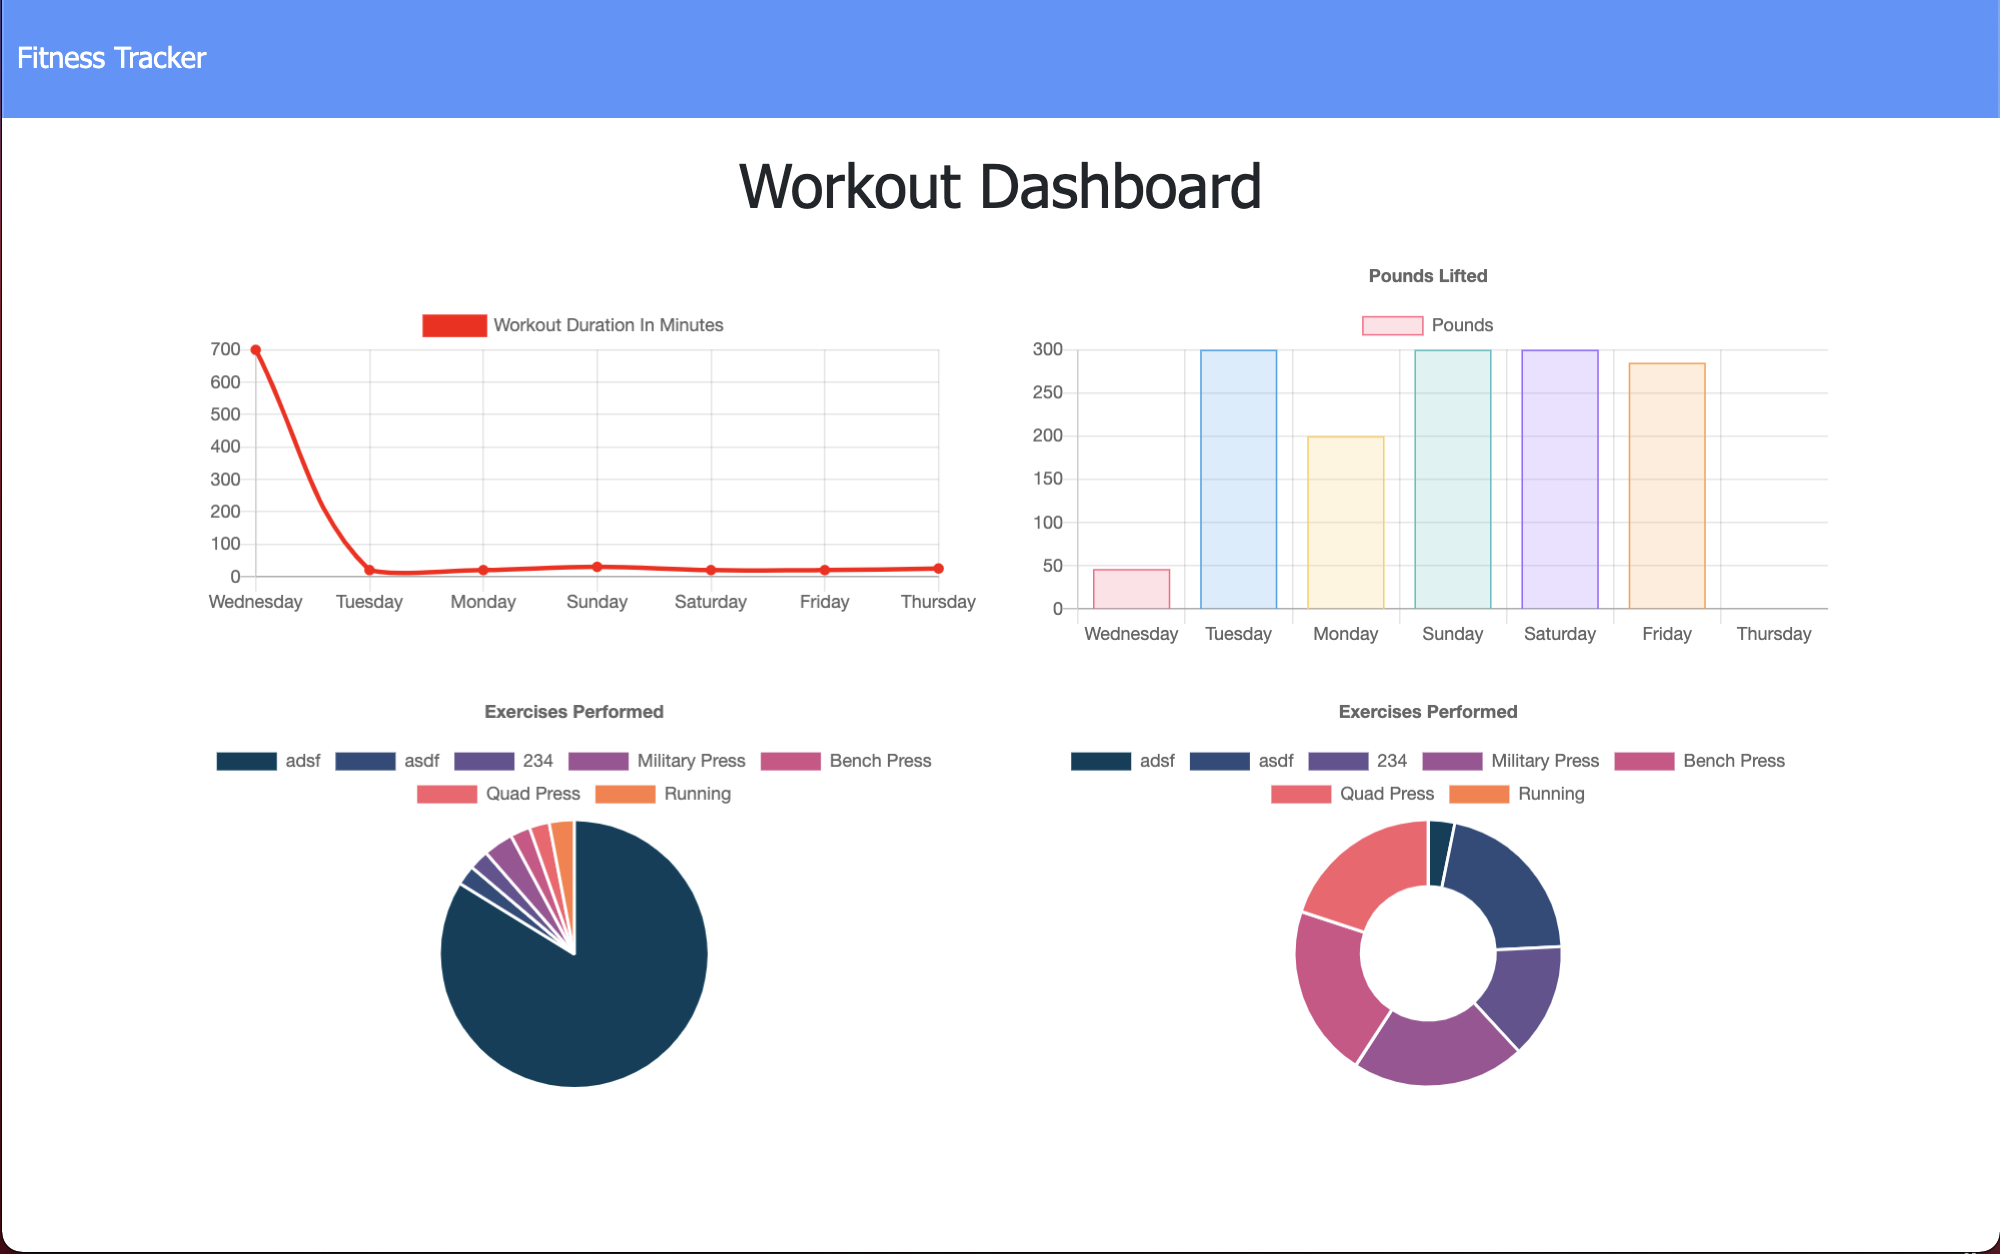 Fitness Tracker
Workout Dashboard
Workout Duration In Minutes
700
600
500
400
300
200
100
0
Wednesday Tuesday Monday Sunday Saturday Friday Thursday
Pounds Lifted
Pounds
300
250
200
150
100
50
0
Wednesday Tuesday Monday Sunday Saturday Friday Thursday
Exercises Performed
adsf asdf 234 Military Press Bench Press
Quad Press Running
Exercises Performed
adsf asdf 234 Military Press Bench Press
Quad Press Running